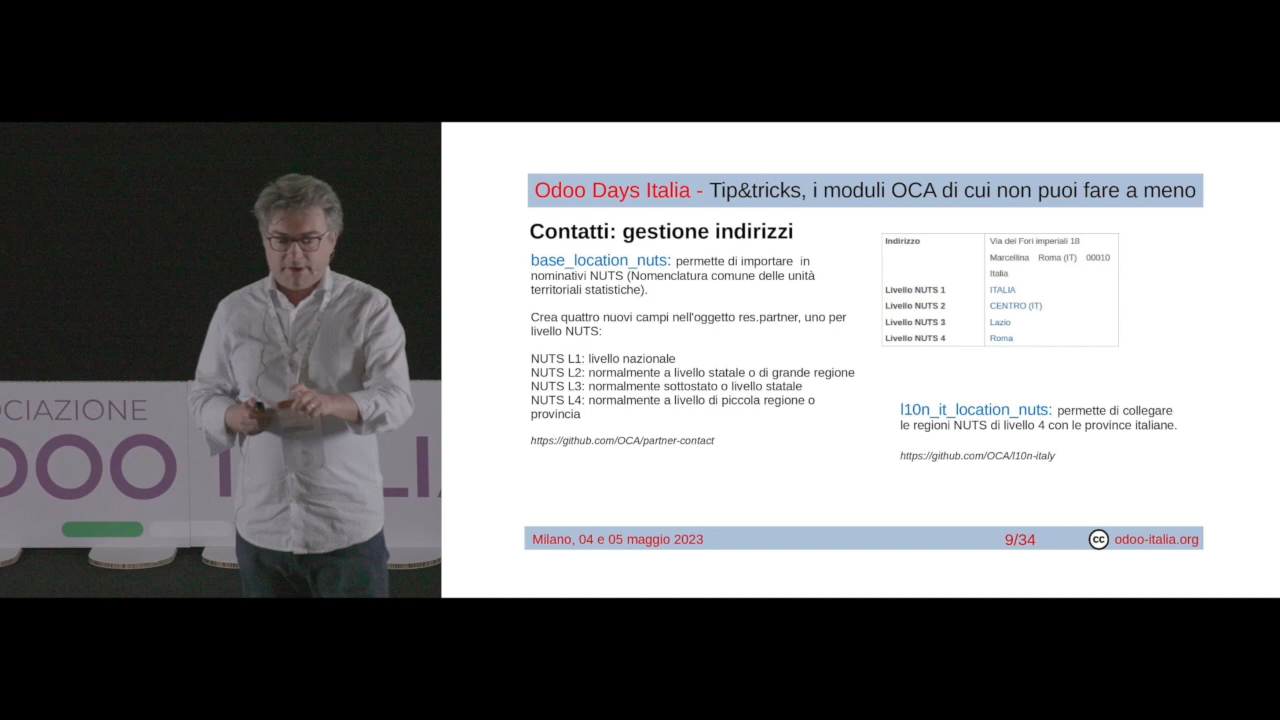 Odoo Days Italia - Tip&tricks, i moduli OCA di cui non puoi fare a meno
Contatti: gestione indirizzi
base_location_nuts: permette di importare in
nominativi NUTS (Nomenclatura comune delle unità
territoriali statistiche).
Crea quattro nuovi campi nell'oggetto res.partner, uno per
livello NUTS:
NUTS L1: livello nazionale
NUTS L2: normalmente a livello statale o di grande regione
NUTS L3: normalmente sottostato o livello statale
NUTS L4: normalmente a livello di piccola regione o
provincia
https://github.com/OCA/partner-contact
Indirizzo Via dei Fori imperiali 18
Marcellina Roma (IT) 00010
Italia
Livello NUTS 1 ITALIA
Livello NUTS 2 CENTRO (IT)
Livello NUTS 3 Lazio
Livello NUTS 4 Roma
l10n_it_location_nuts: permette di collegare
le regioni NUTS di livello 4 con le province italiane.
https://github.com/OCA/l10n-italy
Milano, 04 e 05 maggio 2023 9/34 cc odoo-italia.org
OCIAZIONE
DOO I LIA